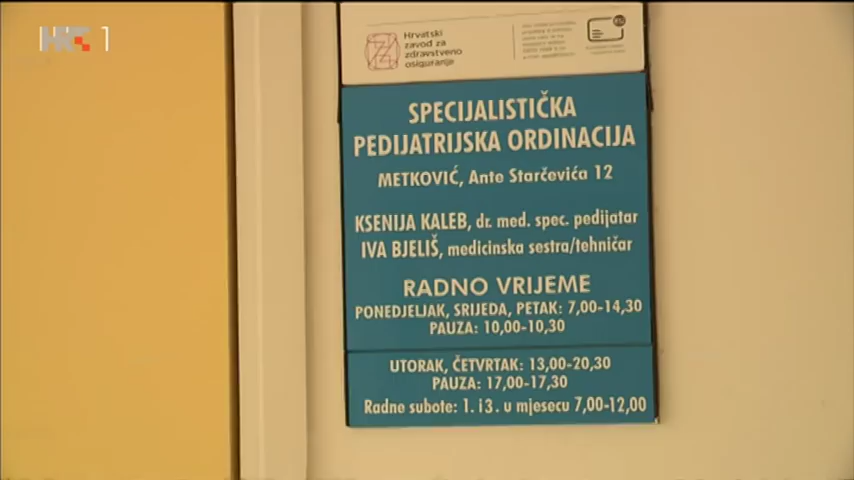 HRT 1
Hrvatski
zavod za
zdravstveno
osiguranje
SPECIJALISTIČKA
PEDIJATRIJSKA ORDINACIJA
METKOVIĆ, Ante Starčevića 12
KSENIJA KALEB, dr. med. spec. pedijatar
IVA BJELIŠ, medicinska sestra/tehničar
RADNO VRIJEME
PONEDJELJAK, SRIJEDA, PETAK: 7,00-14,30
PAUZA: 10,00-10,30
UTORAK, ČETVRTAK: 13,00-20,30
PAUZA: 17,00-17,30
Radne subote: 1. i3. u mjesecu 7,00-12,00